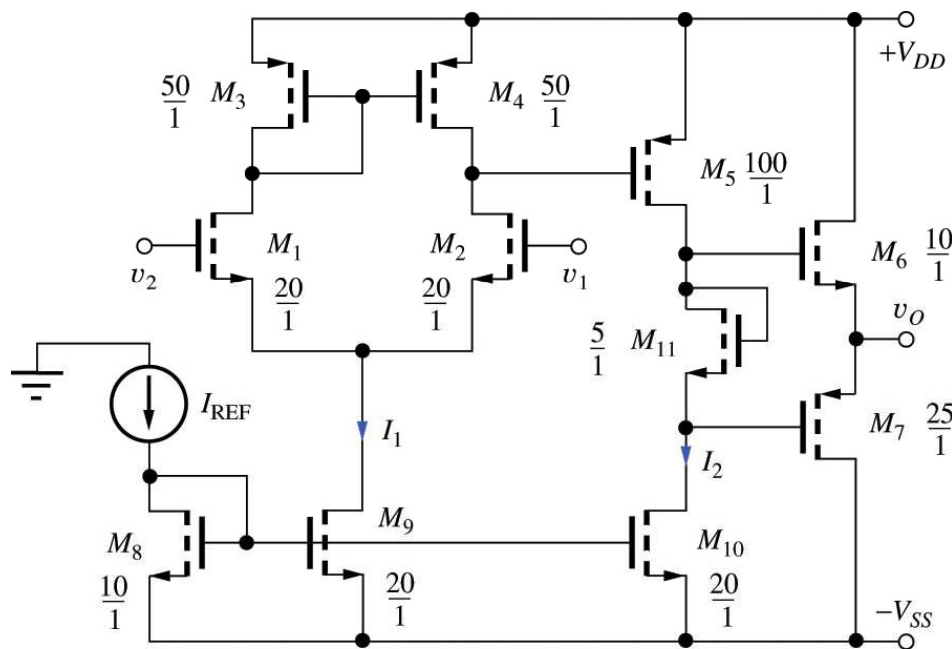 +V_DD
50/1 M3
M4 50/1
M5 100/1
M1
M2
M6 10/1
v2
20/1
20/1
v1
vO
5/1 M11
IREF
I1
M7 25/1
I2
M8
M9
M10
10/1
20/1
20/1
−VSS